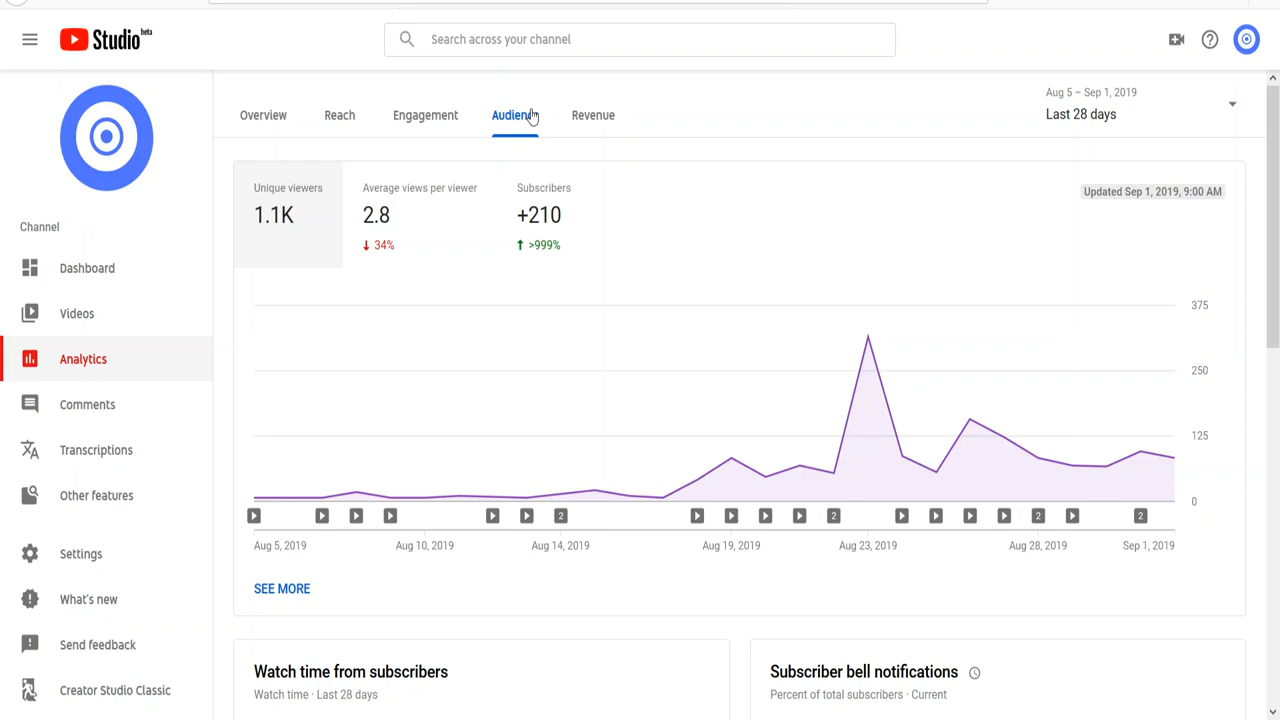 Studio beta
Search across your channel
Overview
Reach
Engagement
Audience
Revenue
Aug 5 – Sep 1, 2019
Last 28 days
Unique viewers
1.1K
Average views per viewer
2.8
34%
Subscribers
+210
>999%
Updated Sep 1, 2019, 9:00 AM
Channel
Dashboard
Videos
Analytics
Comments
Transcriptions
Other features
Settings
What's new
Send feedback
Creator Studio Classic
375
250
125
0
2
2
2
2
Aug 5, 2019
Aug 10, 2019
Aug 14, 2019
Aug 19, 2019
Aug 23, 2019
Aug 28, 2019
Sep 1, 2019
SEE MORE
Watch time from subscribers
Watch time · Last 28 days
Subscriber bell notifications
Percent of total subscribers · Current